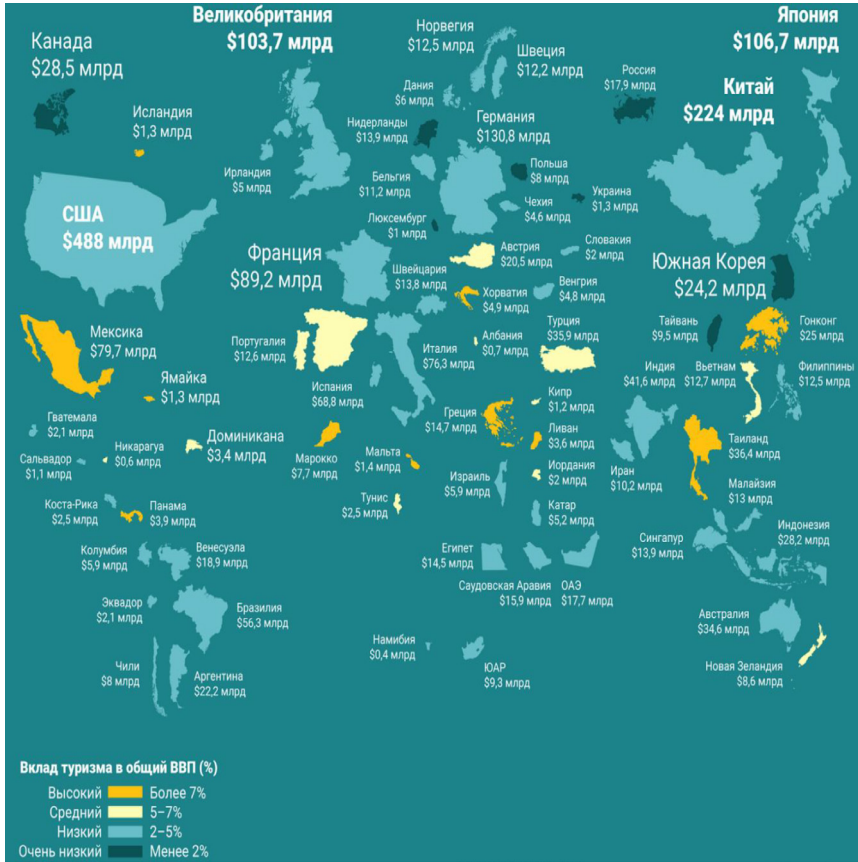 Великобритания
$103,7 млрд
Япония
$106,7 млрд
Канада
$28,5 млрд
Норвегия
$12,5 млрд
Швеция
$12,2 млрд
Россия
$17,9 млрд
Китай
$224 млрд
Исландия
$1,3 млрд
Дания
$6 млрд
Нидерланды
$13,9 млрд
Германия
$130,8 млрд
Ирландия
$5 млрд
Бельгия
$11,2 млрд
Польша
$8 млрд
Украина
$1,3 млрд
Чехия
$4,6 млрд
Люксембург
$1 млрд
США
$488 млрд
Франция
$89,2 млрд
Швейцария
$13,8 млрд
Австрия
$20,5 млрд
Словакия
$2 млрд
Южная Корея
$24,2 млрд
Хорватия
$4,9 млрд
Венгрия
$4,8 млрд
Мексика
$79,7 млрд
Португалия
$12,6 млрд
Италия
$76,3 млрд
Албания
$0,7 млрд
Турция
$35,9 млрд
Тайвань
$9,5 млрд
Гонконг
$25 млрд
Ямайка
$1,3 млрд
Испания
$68,8 млрд
Индия
$41,6 млрд
Вьетнам
$12,7 млрд
Филиппины
$12,5 млрд
Гватемала
$2,1 млрд
Никарагуа
$0,6 млрд
Доминикана
$3,4 млрд
Марокко
$7,7 млрд
Мальта
$1,4 млрд
Греция
$14,7 млрд
Кипр
$1,2 млрд
Ливан
$3,6 млрд
Таиланд
$36,4 млрд
Сальвадор
$1,1 млрд
Израиль
$5,9 млрд
Иордания
$2 млрд
Иран
$10,2 млрд
Малайзия
$13 млрд
Коста-Рика
$2,5 млрд
Панама
$3,9 млрд
Тунис
$2,5 млрд
Катар
$5,2 млрд
Сингапур
$13,9 млрд
Индонезия
$28,2 млрд
Колумбия
$5,9 млрд
Венесуэла
$18,9 млрд
Египет
$14,5 млрд
Саудовская Аравия
$15,9 млрд
ОАЭ
$17,7 млрд
Эквадор
$2,1 млрд
Бразилия
$56,3 млрд
Намибия
$0,4 млрд
ЮАР
$9,3 млрд
Австралия
$34,6 млрд
Чили
$8 млрд
Аргентина
$22,2 млрд
Новая Зеландия
$8,6 млрд
Вклад туризма в общий ВВП (%)
Высокий Более 7%
Средний 5–7%
Низкий 2–5%
Очень низкий Менее 2%